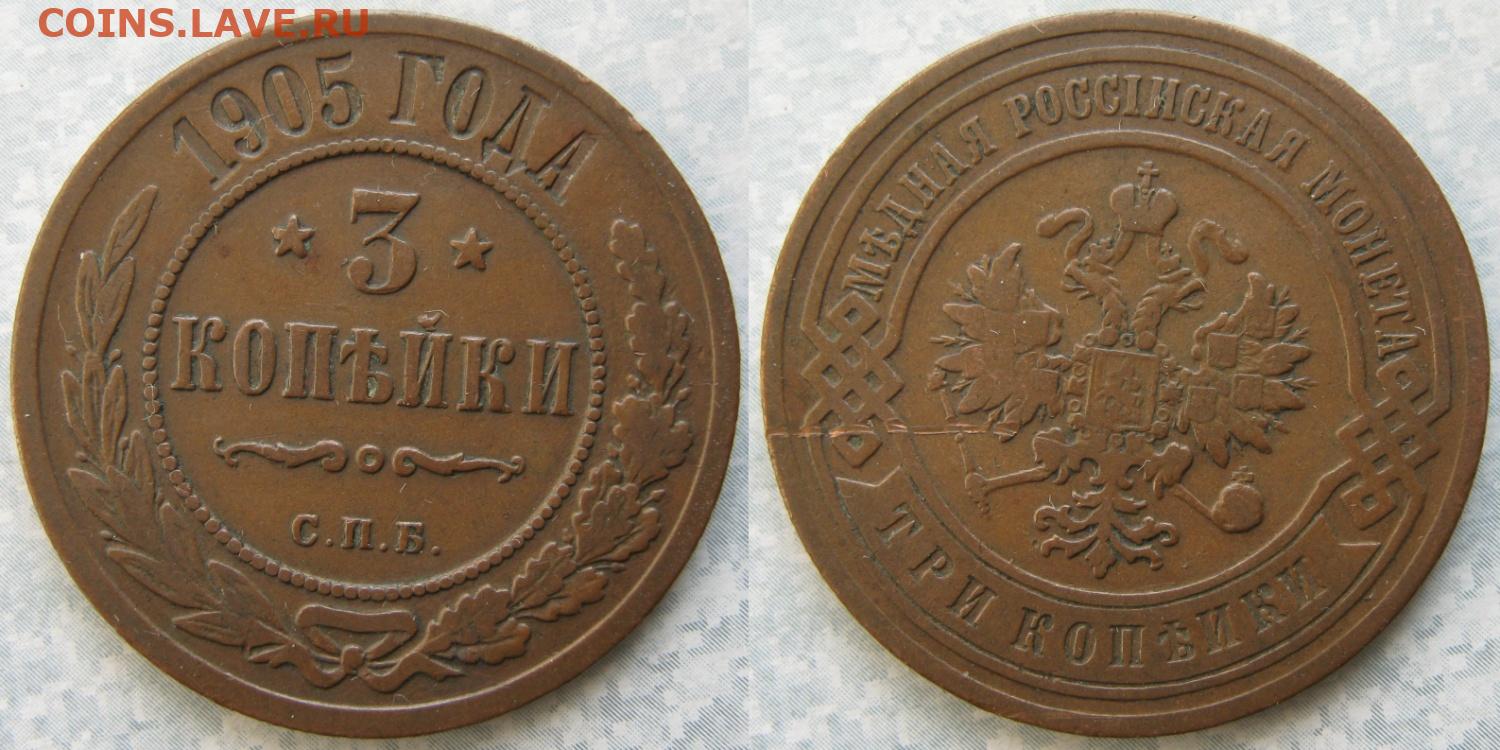 COINS.LAVE.RU
1905 ГОДА
3
КОПѢЙКИ
С.П.Б.
МѢДНАЯ РОССІЙСКАЯ МОНЕТА
ТРИ КОПѢЙКИ